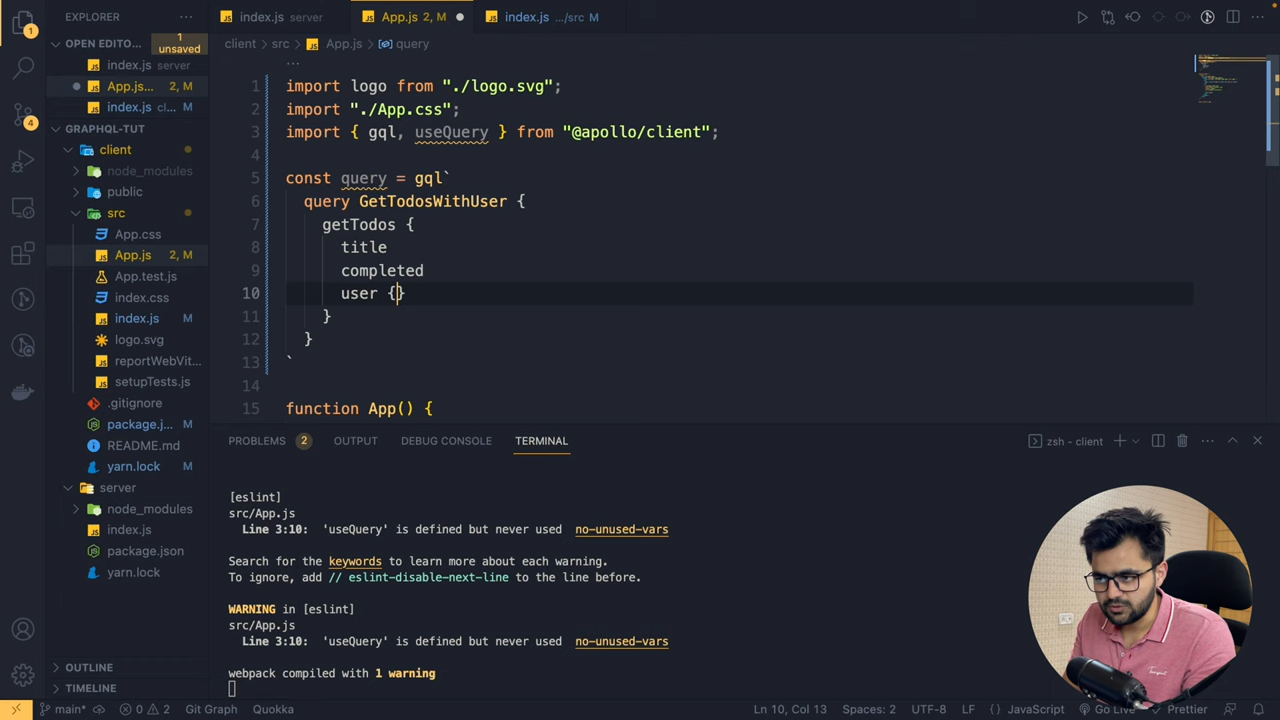 EXPLORER
index.js server
App.js 2, M
index.js .../src M
OPEN EDITO...
1 unsaved
index.js server
App.js... 2, M
index.js cl... M
GRAPHQL-TUT
client
node_modules
public
src
App.css
App.js 2, M
App.test.js
index.css
index.js M
logo.svg
reportWebVit...
setupTests.js
.gitignore
package.j... M
README.md
yarn.lock M
server
node_modules
index.js
package.json
yarn.lock
OUTLINE
TIMELINE
1
4
client > src > App.js > query
...
1 import logo from "./logo.svg";
2 import "./App.css";
3 import { gql, useQuery } from "@apollo/client";
4
5 const query = gql`
6 query GetTodosWithUser {
7 getTodos {
8 title
9 completed
10 user {}
11 }
12 }
13 `
14
15 function App() {
PROBLEMS 2 OUTPUT DEBUG CONSOLE TERMINAL
zsh - client
[eslint]
src/App.js
Line 3:10: 'useQuery' is defined but never used no-unused-vars
Search for the keywords to learn more about each warning.
To ignore, add // eslint-disable-next-line to the line before.
WARNING in [eslint]
src/App.js
Line 3:10: 'useQuery' is defined but never used no-unused-vars
webpack compiled with 1 warning
main* 0 2 Git Graph Quokka
Ln 10, Col 13 Spaces: 2 UTF-8 LF {} JavaScript Go Live Prettier